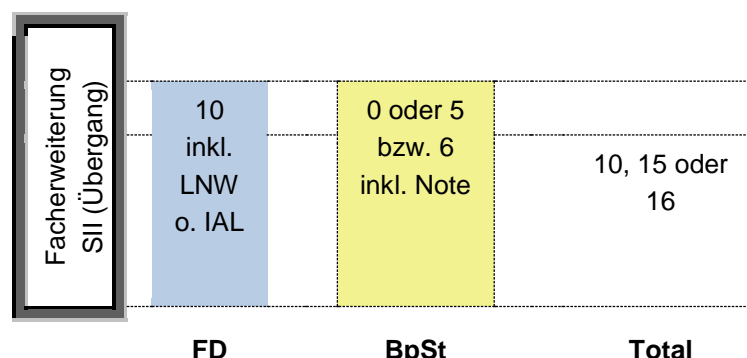 Facherweiterung
SII (Übergang)
10
inkl.
LNW
o. IAL
0 oder 5
bzw. 6
inkl. Note
10, 15 oder
16
FD
BpSt
Total